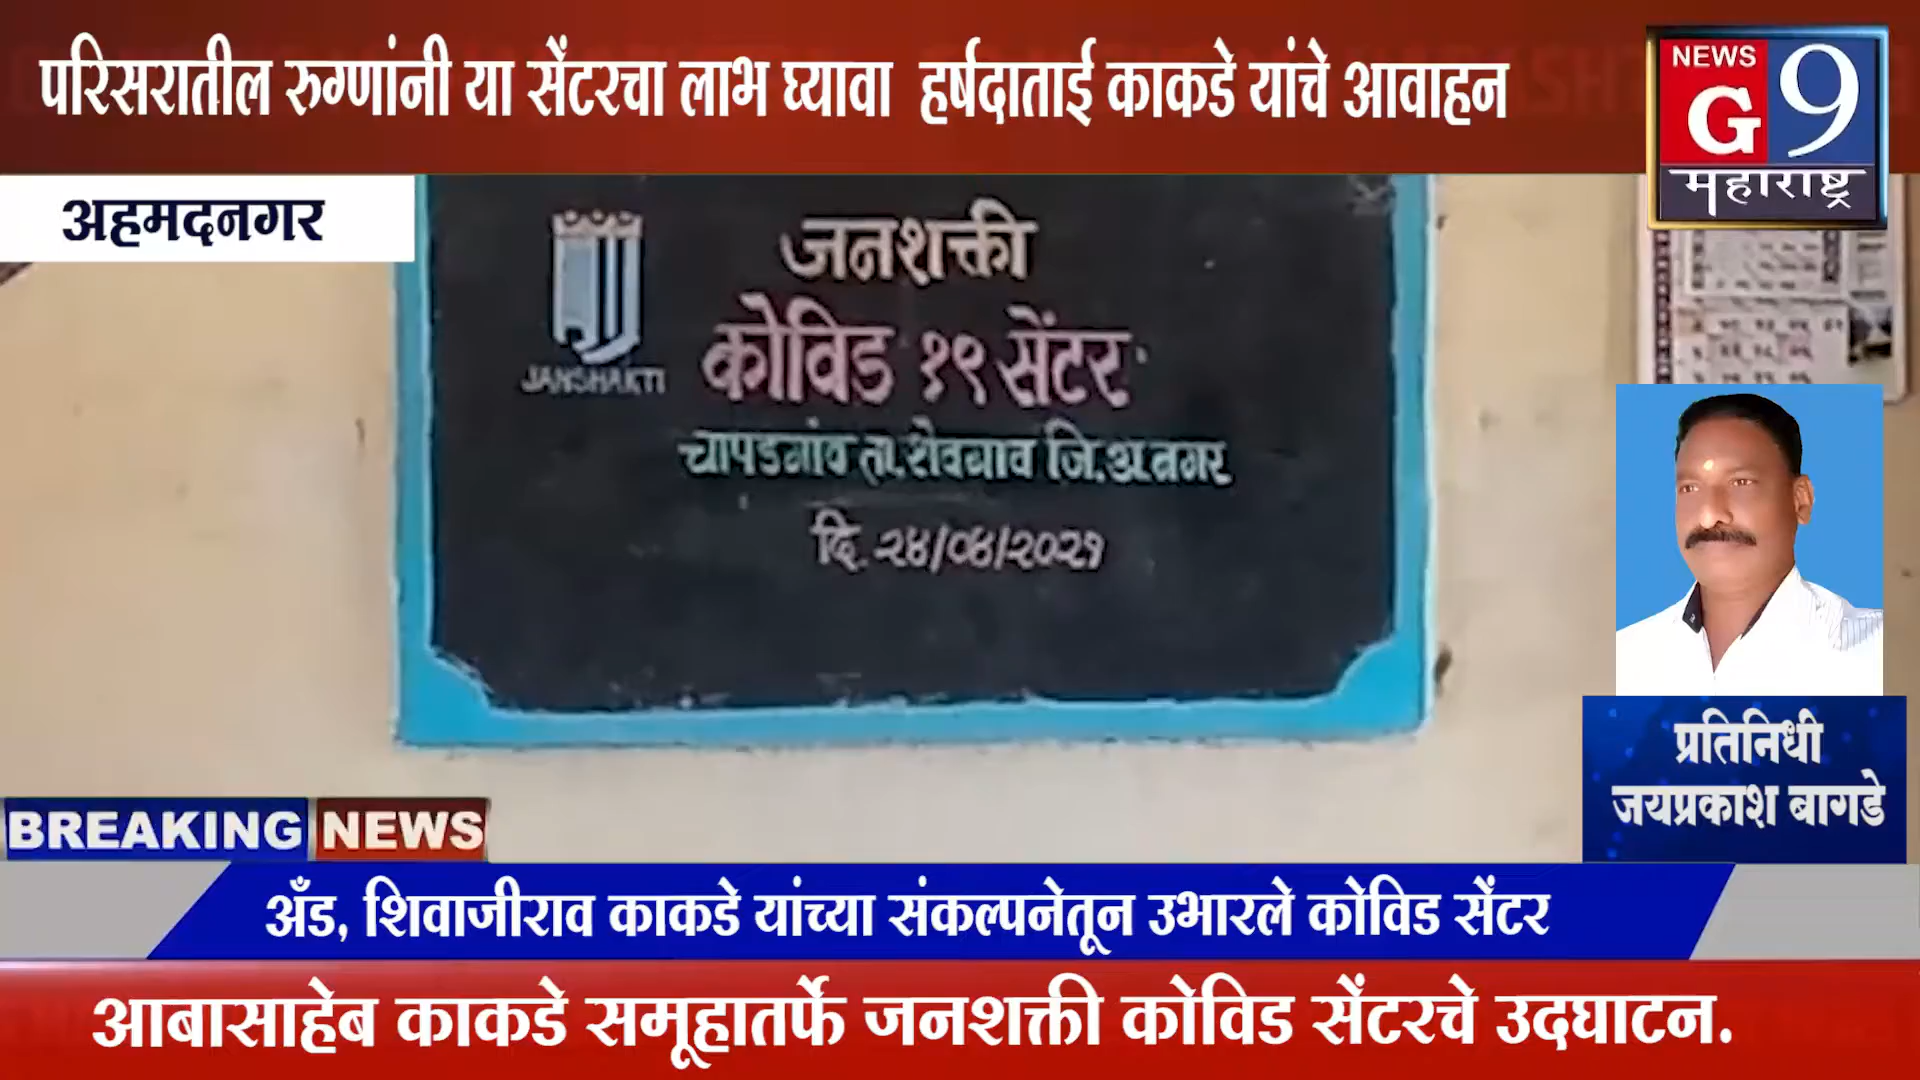 परिसरातील रुग्णांनी या सेंटरचा लाभ घ्यावा हर्षदाताई काकडे यांचे आवाहन
NEWS
G9
महाराष्ट्र
अहमदनगर
जनशक्ती
JANSHAKTI
कोविड १९ सेंटर
चापडगांव ता. शेवगाव जि. अ. नगर
दि. २४/०४/२०२१
प्रतिनिधी
जयप्रकाश बागडे
BREAKING NEWS
अँड, शिवाजीराव काकडे यांच्या संकल्पनेतून उभारले कोविड सेंटर
आबासाहेब काकडे समूहातर्फे जनशक्ती कोविड सेंटरचे उदघाटन.